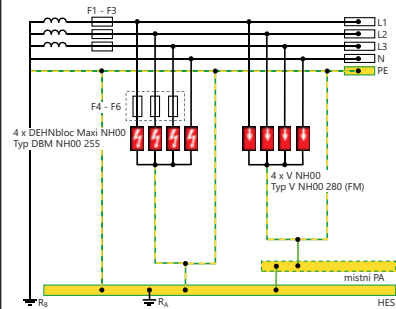 F1 - F3
L1
L2
L3
N
PE
F4 - F6
4 x DEHNbloc Maxi NH00
Typ DBM NH00 255
4 x V NH00
Typ V NH00 280 (FM)
mistni PA
RB
RA
HES